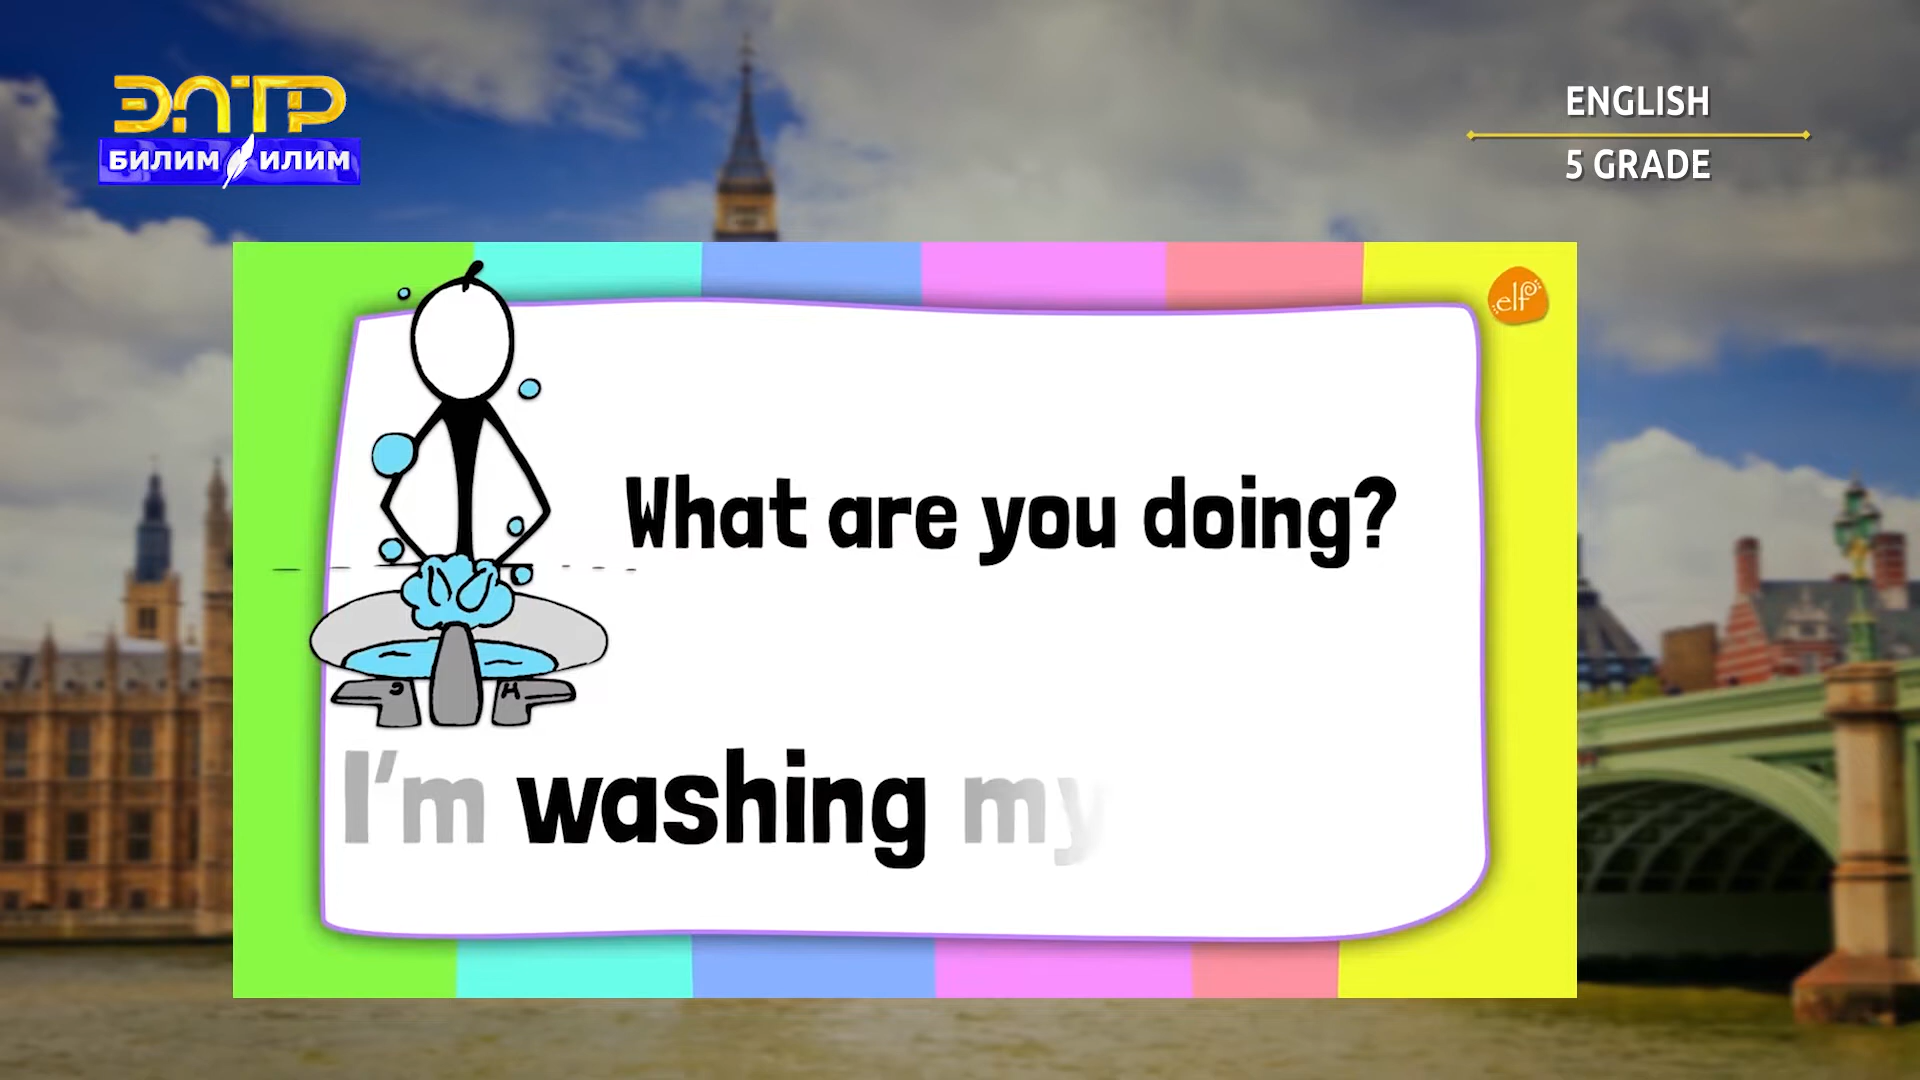 ЭЛТР
БИЛИМ ИЛИМ
ENGLISH
5 GRADE
elf
What are you doing?
C H
I'm washing my